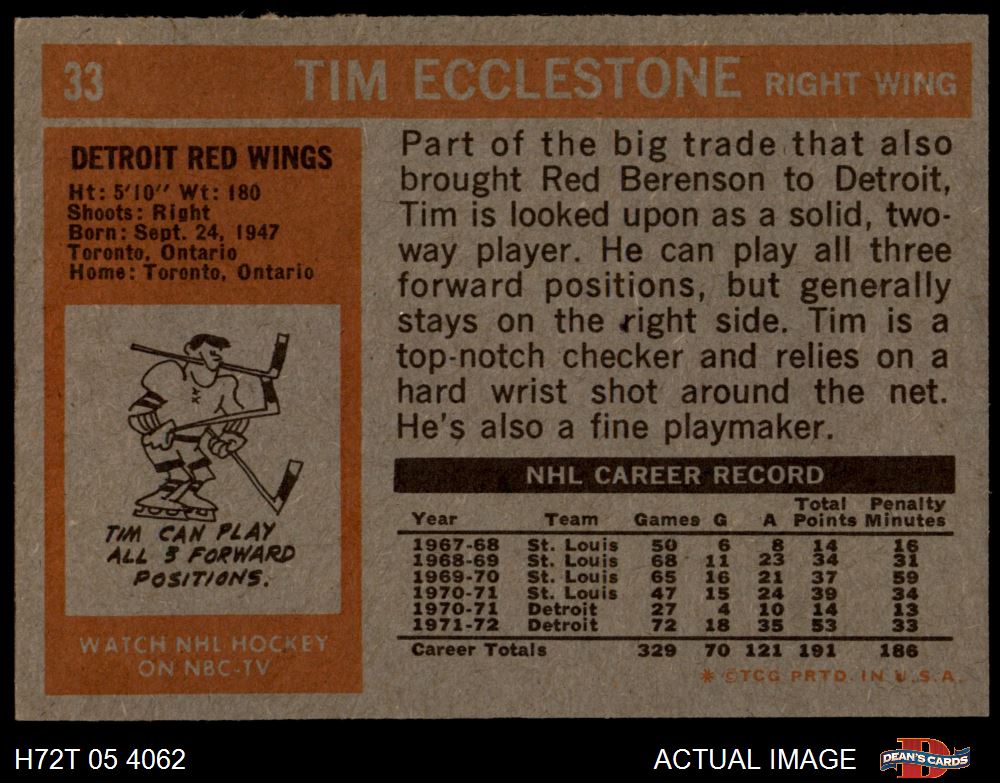 33 TIM ECCLESTONE RIGHT WING
DETROIT RED WINGS
Ht: 5'10" Wt: 180
Shoots: Right
Born: Sept. 24, 1947
Toronto, Ontario
Home: Toronto, Ontario
TIM CAN PLAY
ALL 3 FORWARD
POSITIONS.
WATCH NHL HOCKEY
ON NBC-TV
Part of the big trade that also
brought Red Berenson to Detroit,
Tim is looked upon as a solid, two-
way player. He can play all three
forward positions, but generally
stays on the right side. Tim is a
top-notch checker and relies on a
hard wrist shot around the net.
He's also a fine playmaker.
NHL CAREER RECORD
Year Team Games G A Total Points Penalty Minutes
1967-68 St. Louis 50 6 8 14 16
1968-69 St. Louis 68 11 23 34 31
1969-70 St. Louis 65 16 21 37 59
1970-71 St. Louis 47 15 24 39 34
1970-71 Detroit 27 4 10 14 13
1971-72 Detroit 72 18 35 53 33
Career Totals 329 70 121 191 186
* ©TCG PRTD. IN U.S.A.
H72T 05 4062 ACTUAL IMAGE DEAN'S CARDS